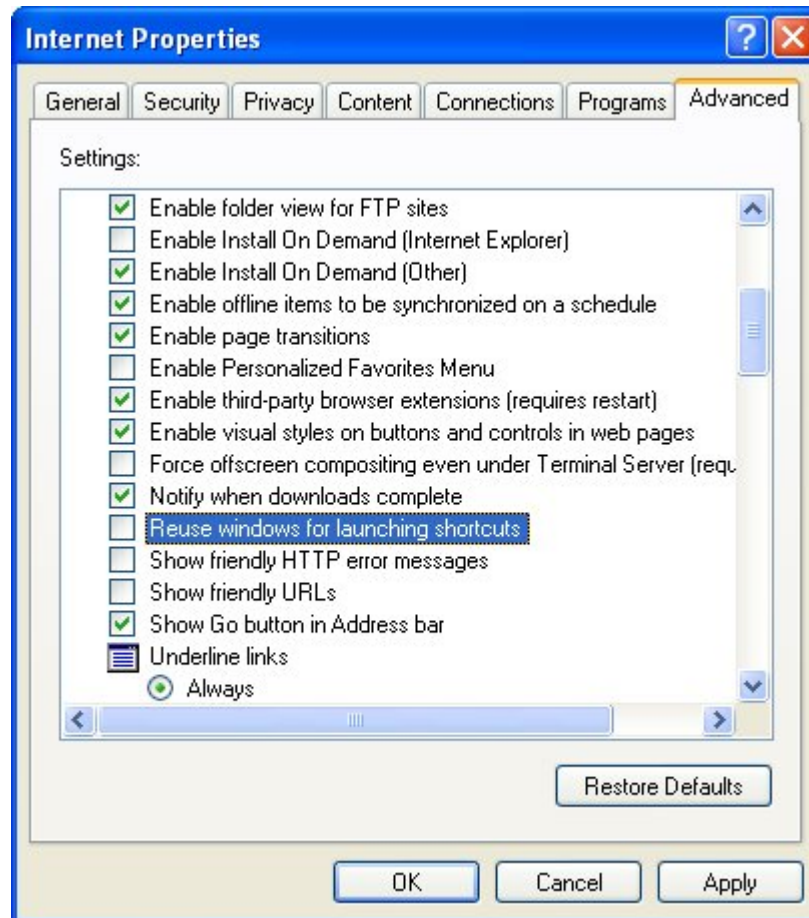 Internet Properties
General Security Privacy Content Connections Programs Advanced
Settings:
Enable folder view for FTP sites
Enable Install On Demand (Internet Explorer)
Enable Install On Demand (Other)
Enable offline items to be synchronized on a schedule
Enable page transitions
Enable Personalized Favorites Menu
Enable third-party browser extensions (requires restart)
Enable visual styles on buttons and controls in web pages
Force offscreen compositing even under Terminal Server (requ
Notify when downloads complete
Reuse windows for launching shortcuts
Show friendly HTTP error messages
Show friendly URLs
Show Go button in Address bar
Underline links
Always
Restore Defaults
OK Cancel Apply